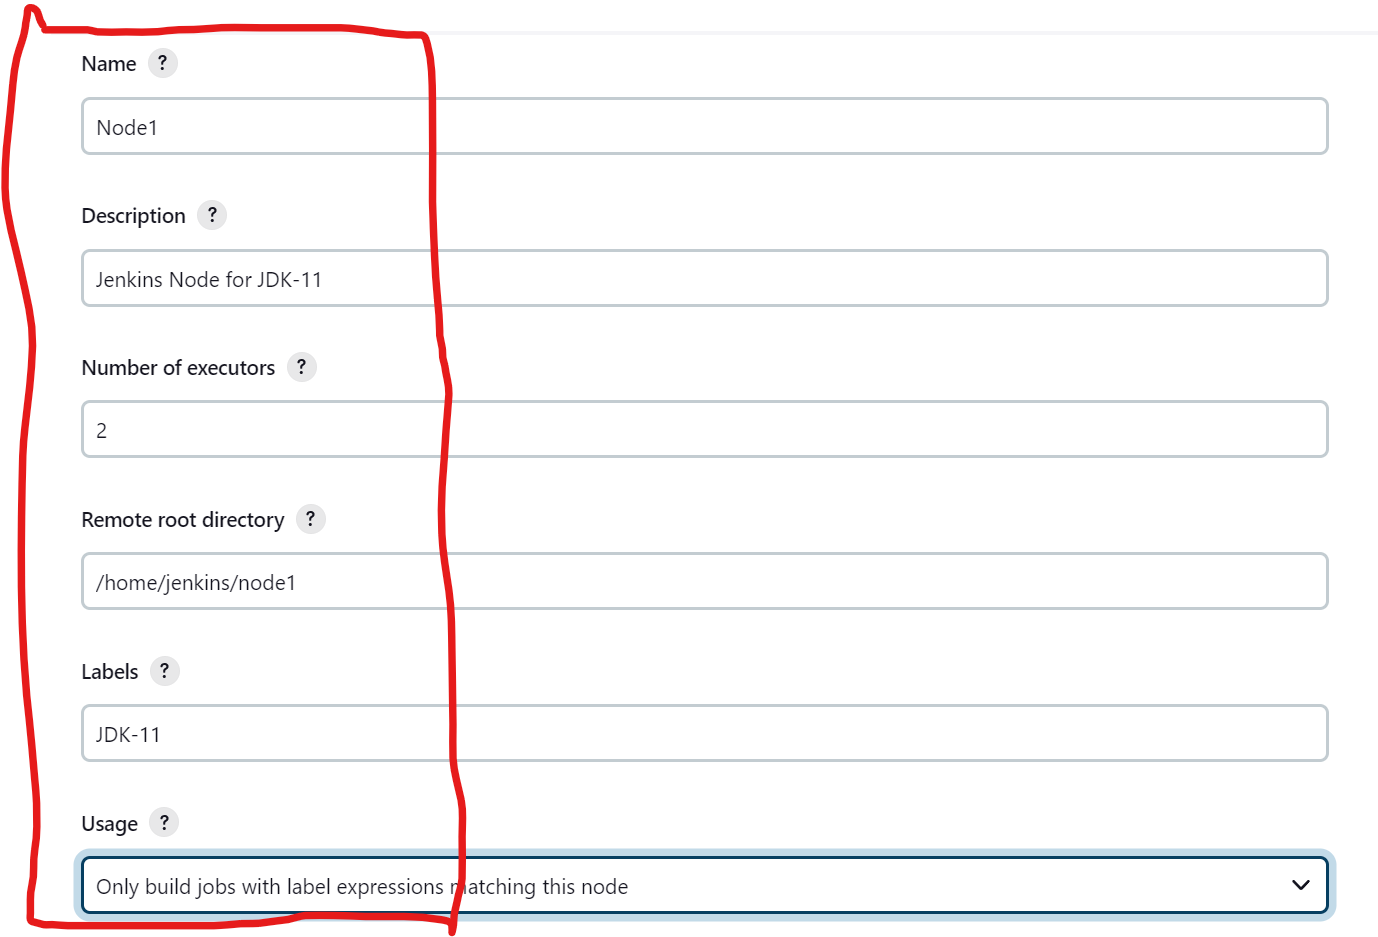 Name ?
Node1
Description ?
Jenkins Node for JDK-11
Number of executors ?
2
Remote root directory ?
/home/jenkins/node1
Labels ?
JDK-11
Usage ?
Only build jobs with label expressions matching this node